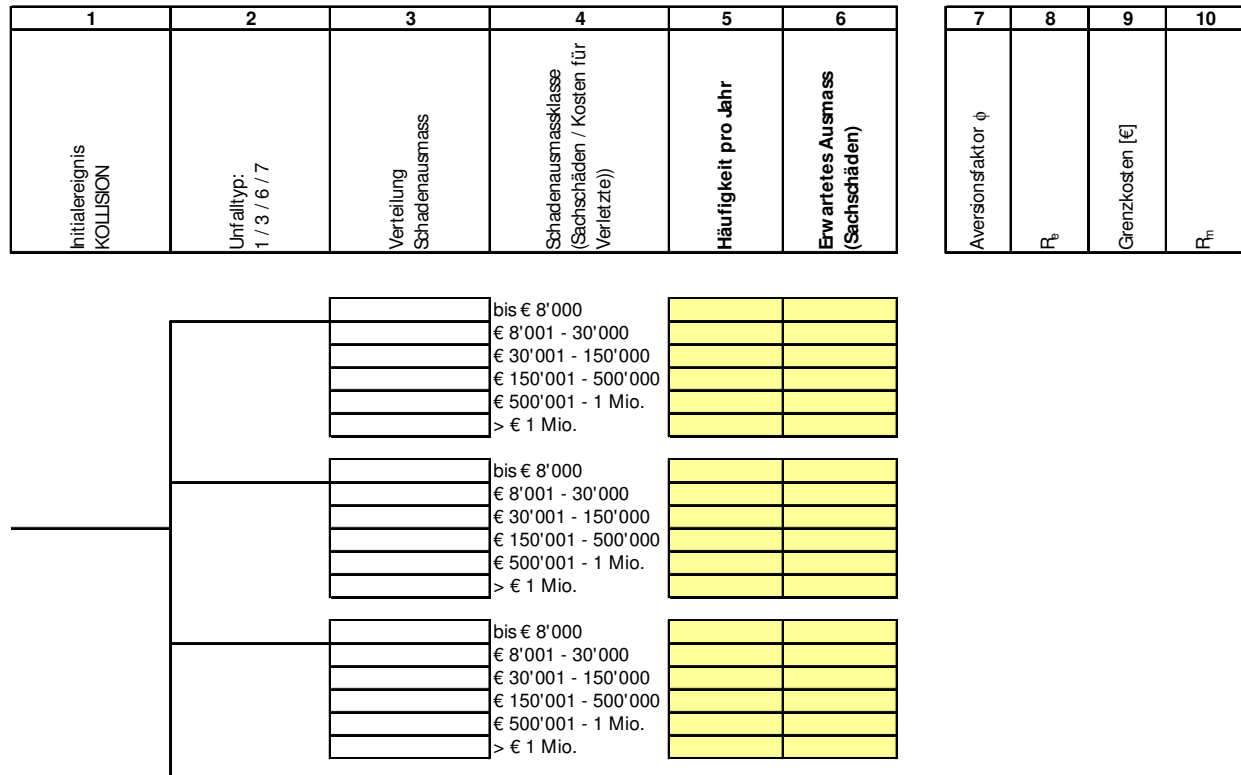 1 2 3 4 5 6 7 8 9 10
Initialereignis
KOLLISION
Unfalltyp:
1 / 3 / 6 / 7
Verteilung
Schadenausmass
Schadenausmassklasse
(Sachschäden / Kosten für
Verletzte))
Häufigkeit pro Jahr
Erwartetes Ausmass
(Sachschäden)
Aversionsfaktor ϕ
Rₑ
Grenzkosten [€]
Rₘ
bis € 8'000
€ 8'001 - 30'000
€ 30'001 - 150'000
€ 150'001 - 500'000
€ 500'001 - 1 Mio.
> € 1 Mio.
bis € 8'000
€ 8'001 - 30'000
€ 30'001 - 150'000
€ 150'001 - 500'000
€ 500'001 - 1 Mio.
> € 1 Mio.
bis € 8'000
€ 8'001 - 30'000
€ 30'001 - 150'000
€ 150'001 - 500'000
€ 500'001 - 1 Mio.
> € 1 Mio.